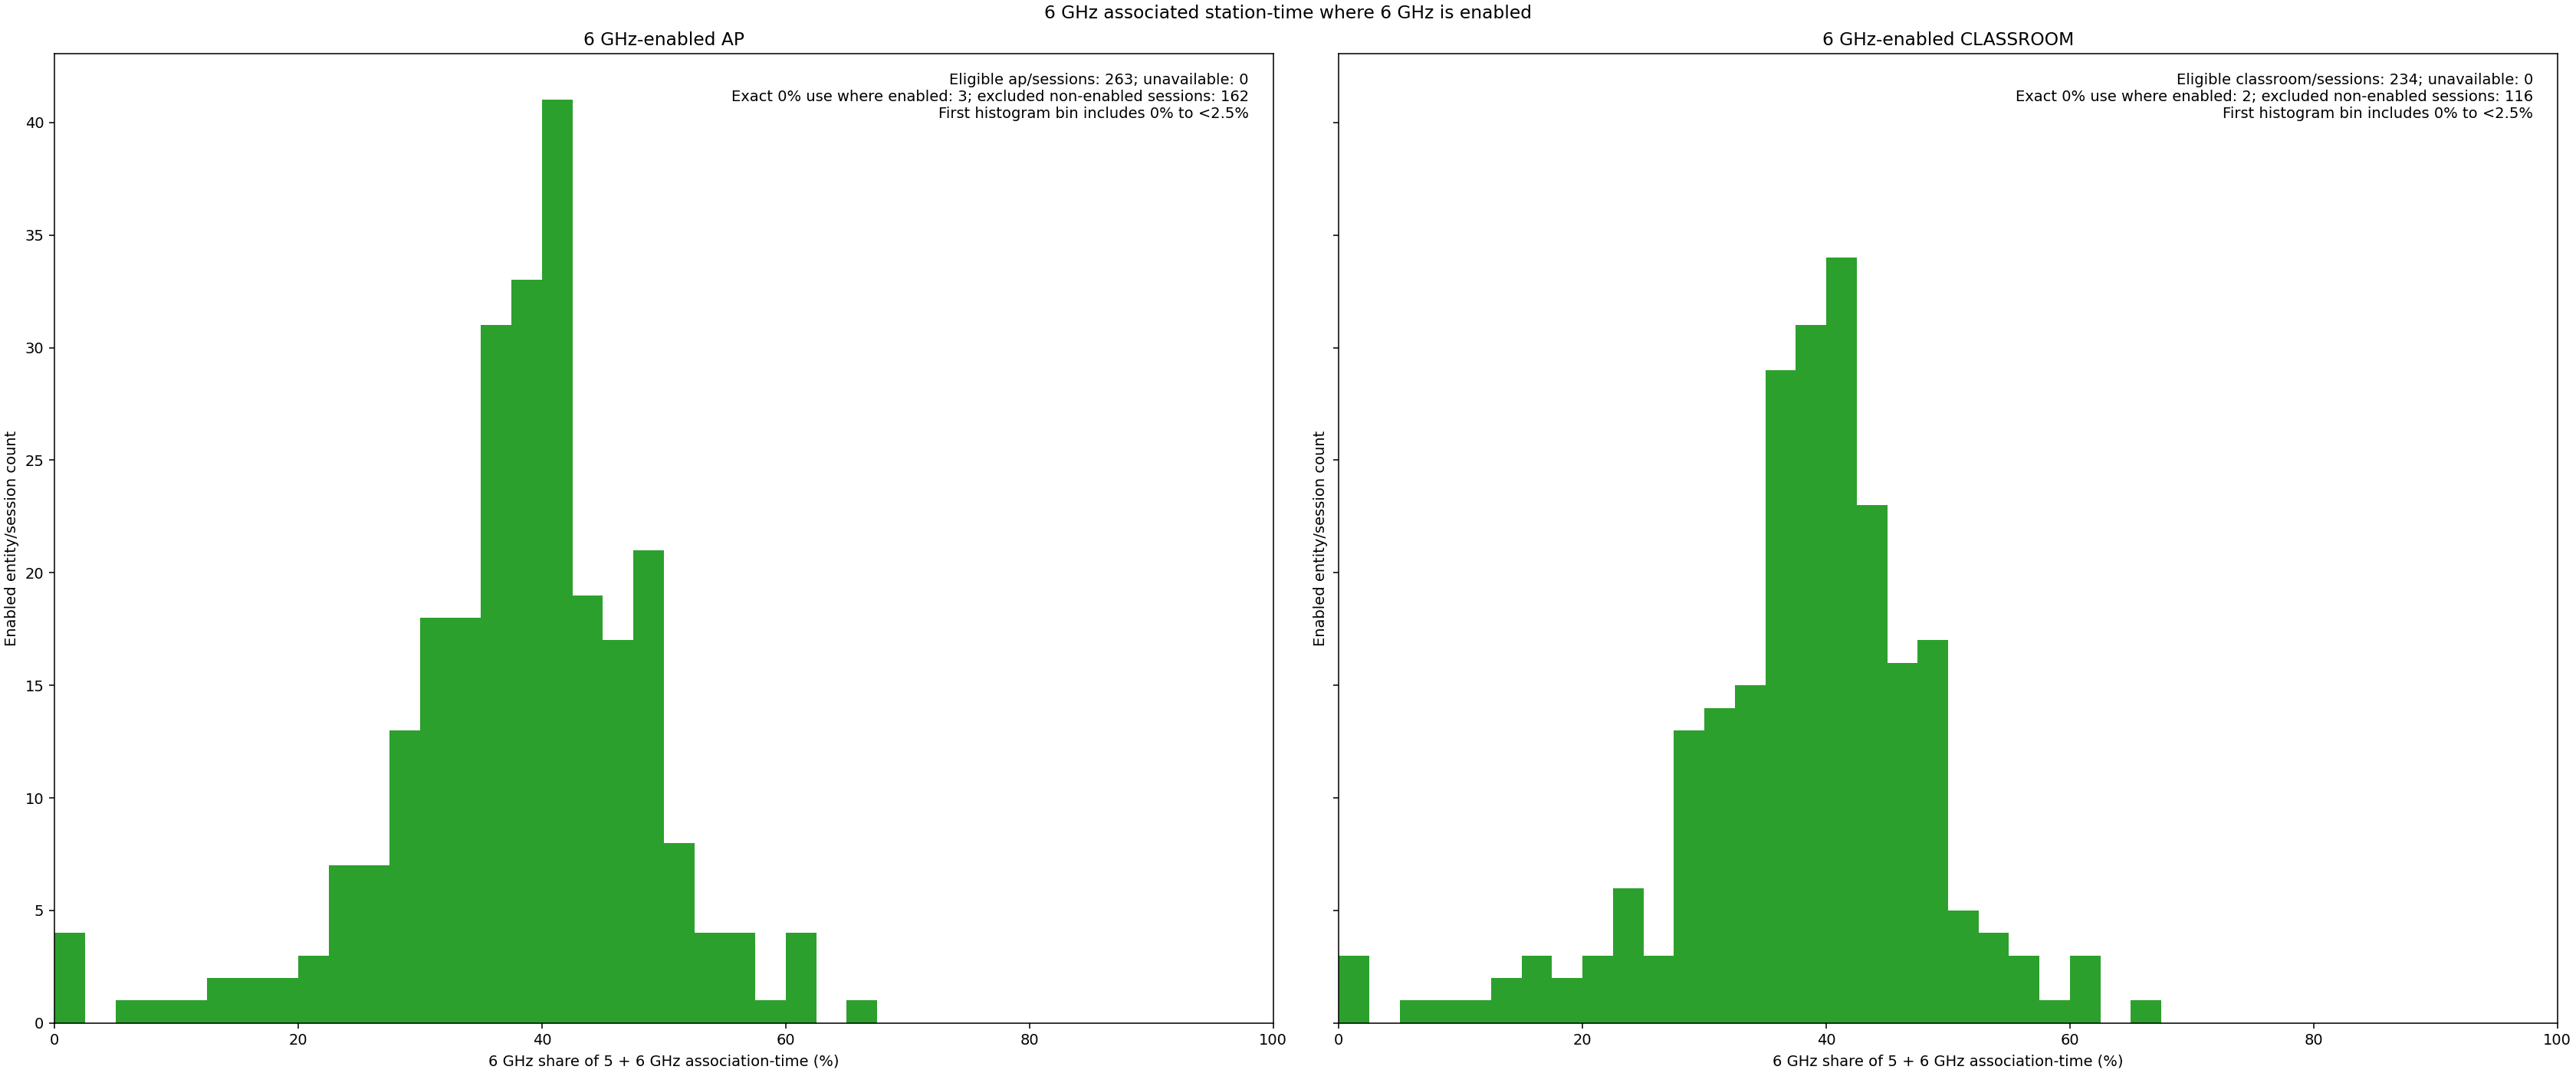 6 GHz associated station-time where 6 GHz is enabled
6 GHz-enabled AP
Eligible ap/sessions: 263; unavailable: 0
Exact 0% use where enabled: 3; excluded non-enabled sessions: 162
First histogram bin includes 0% to <2.5%
Enabled entity/session count
40
35
30
25
20
15
10
5
0
0 20 40 60 80 100
6 GHz share of 5 + 6 GHz association-time (%)
6 GHz-enabled CLASSROOM
Eligible classroom/sessions: 234; unavailable: 0
Exact 0% use where enabled: 2; excluded non-enabled sessions: 116
First histogram bin includes 0% to <2.5%
Enabled entity/session count
0 20 40 60 80 100
6 GHz share of 5 + 6 GHz association-time (%)